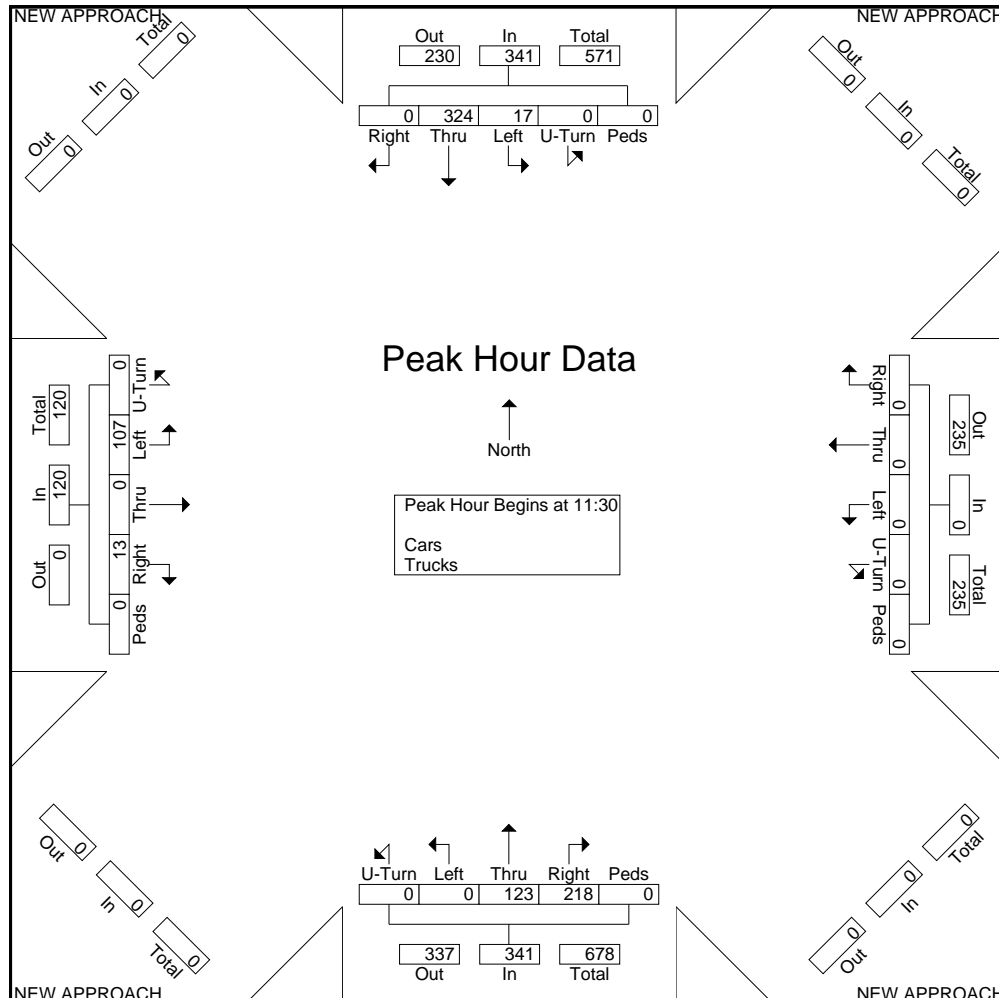 NEW APPROACH
Total
0
In
0
Out
0
Out In Total
230 341 571
0 324 17 0 0
Right Thru Left U-Turn Peds
NEW APPROACH
Out
0
In
0
Total
0
Peak Hour Data
North
Peak Hour Begins at 11:30
Cars
Trucks
Total In Out
120 120 0
0 107 0 13 0
U-Turn Left Thru Right Peds
Right Thru Left U-Turn Peds
0 0 0 0 0
Out In Total
235 0 235
U-Turn Left Thru Right Peds
0 0 123 218 0
337 341 678
Out In Total
0
Out
0
In
0
Total
NEW APPROACH
0
Total
0
In
0
Out
NEW APPROACH